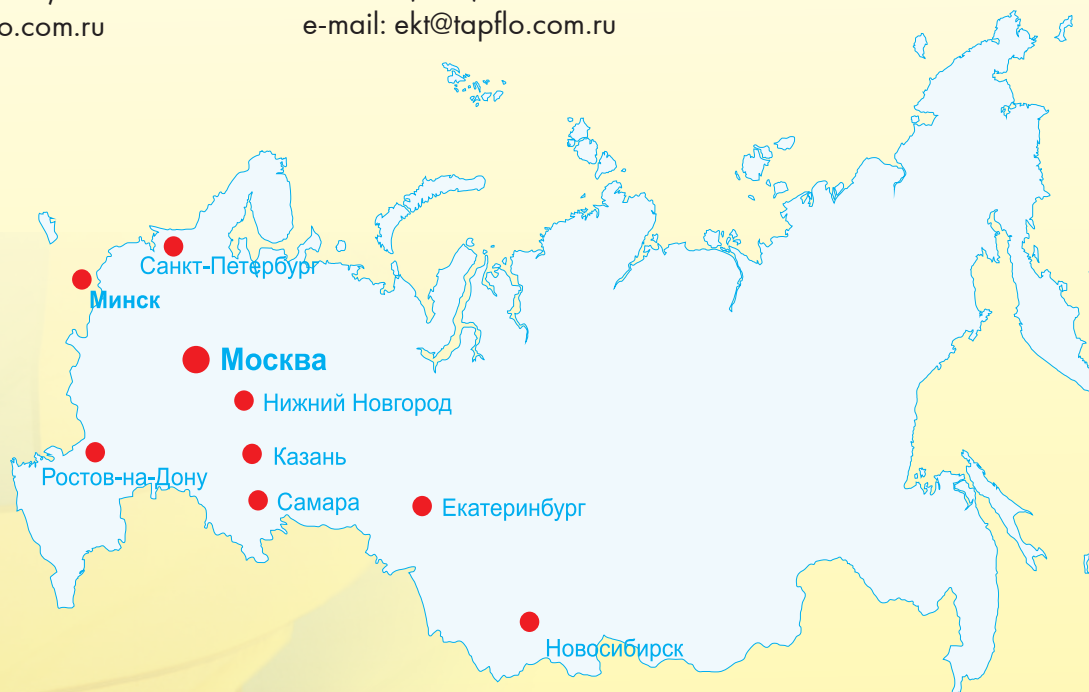 o.com.ru
e-mail: ekt@tapflo.com.ru
Санкт-Петербург
Минск
Москва
Нижний Новгород
Казань
Ростов-на-Дону
Самара
Екатеринбург
Новосибирск